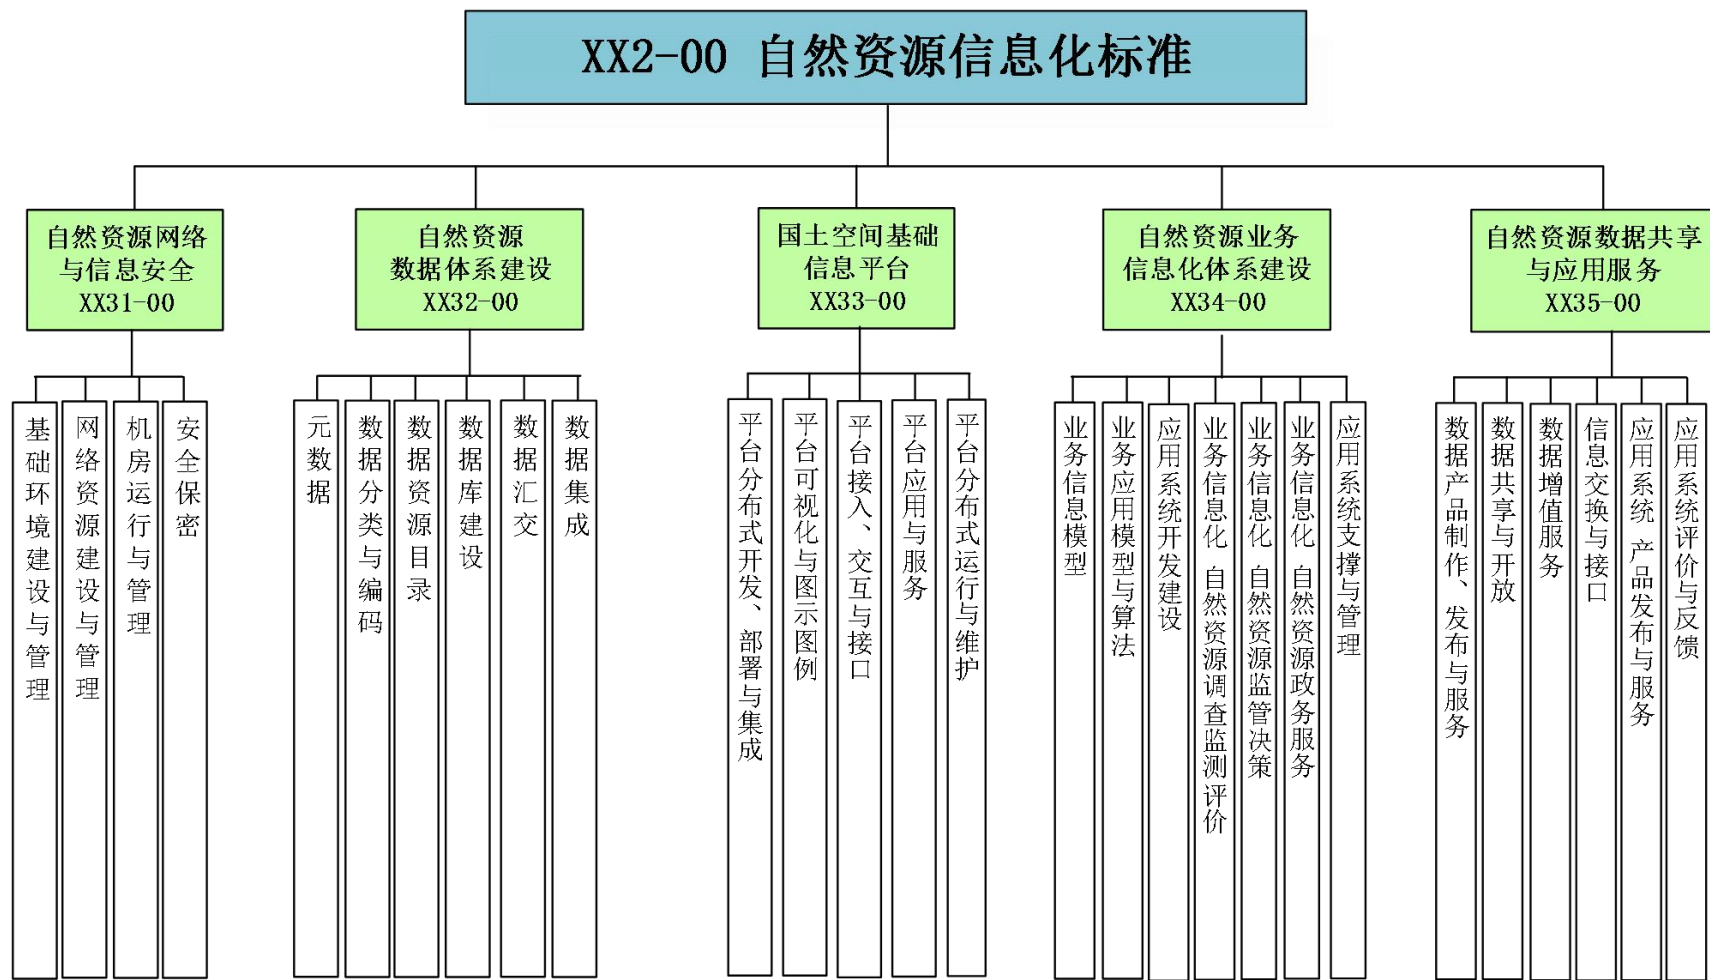 XX2-00 自然资源信息化标准
自然资源网络
与信息安全
XX31-00
自然资源
数据体系建设
XX32-00
国土空间基础
信息平台
XX33-00
自然资源业务
信息化体系建设
XX34-00
自然资源数据共享
与应用服务
XX35-00
基础环境建设与管理
网络资源建设与管理
机房运行与管理
安全保密
元数据
数据分类与编码
数据资源目录
数据库建设
数据汇交
数据集成
平台分布式开发、部署与集成
平台可视化与图示图例
平台接入、交互与接口
平台应用与服务
平台分布式运行与维护
业务信息模型
业务应用模型与算法
应用系统开发建设
业务信息化 自然资源调查监测评价
业务信息化 自然资源监管决策
业务信息化 自然资源政务服务
应用系统支撑与管理
数据产品制作、发布与服务
数据共享与开放
数据增值服务
信息交换与接口
应用系统 产品发布与服务
应用系统评价与反馈